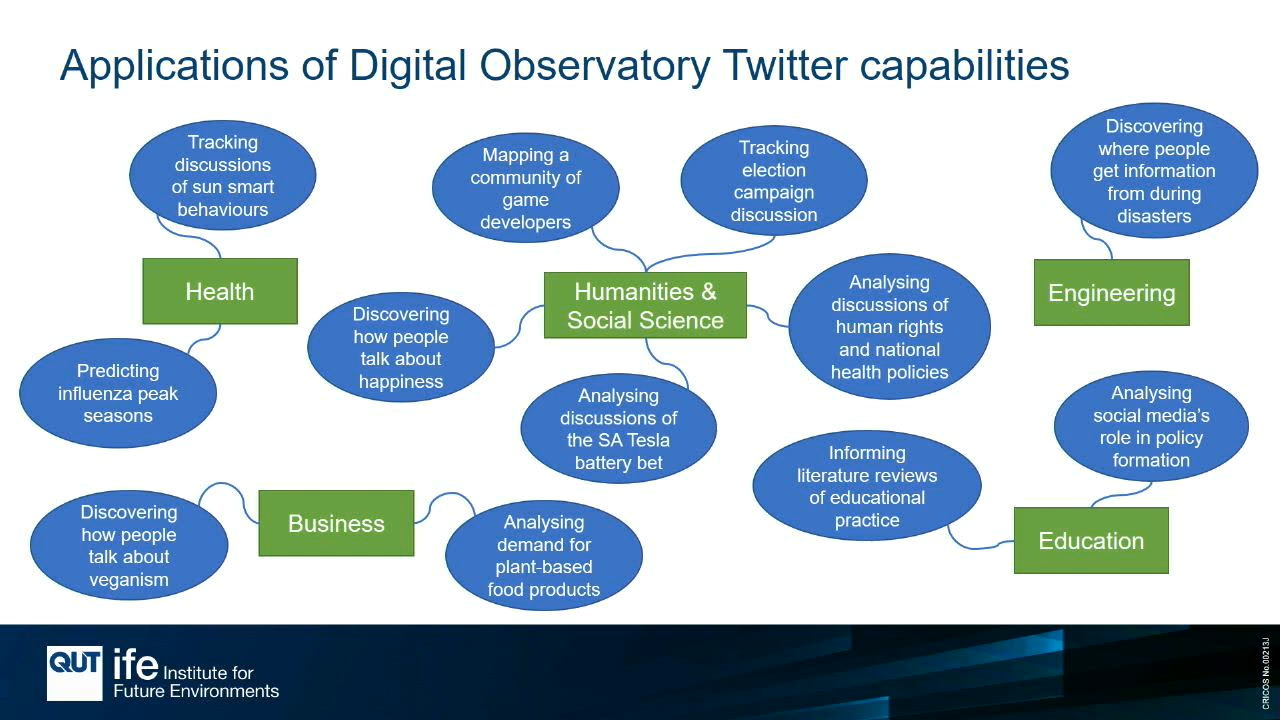 Applications of Digital Observatory Twitter capabilities
Tracking
discussions
of sun smart
behaviours
Health
Predicting
influenza peak
seasons
Mapping a
community of
game
developers
Tracking
election
campaign
discussion
Humanities &
Social Science
Discovering
how people
talk about
happiness
Analysing
discussions of
human rights
and national
health policies
Analysing
discussions of
the SA Tesla
battery bet
Discovering
where people
get information
from during
disasters
Engineering
Discovering
how people
talk about
veganism
Business
Analysing
demand for
plant-based
food products
Informing
literature reviews
of educational
practice
Analysing
social media’s
role in policy
formation
Education
QUT
ife Institute for
Future Environments
CRICOS No.00213J